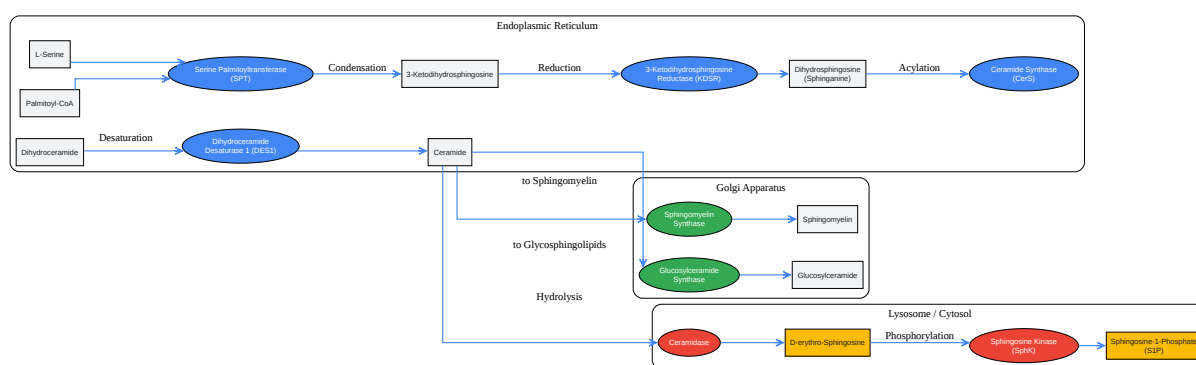 Endoplasmic Reticulum
L-Serine
Palmitoyl-CoA
Serine Palmitoyltransferase
(SPT)
Condensation
3-Ketodihydrosphingosine
Reduction
3-Ketodihydrosphingosine
Reductase (KDSR)
Dihydrosphingosine
(Sphinganine)
Acylation
Ceramide Synthase
(CerS)
Dihydroceramide
Desaturation
Dihydroceramide
Desaturase 1 (DES1)
Ceramide
to Sphingomyelin
Golgi Apparatus
Sphingomyelin
Synthase
Sphingomyelin
to Glycosphingolipids
Glucosylceramide
Synthase
Glucosylceramide
Hydrolysis
Lysosome / Cytosol
Ceramidase
D-erythro-Sphingosine
Phosphorylation
Sphingosine Kinase
(SphK)
Sphingosine-1-Phosphate
(S1P)